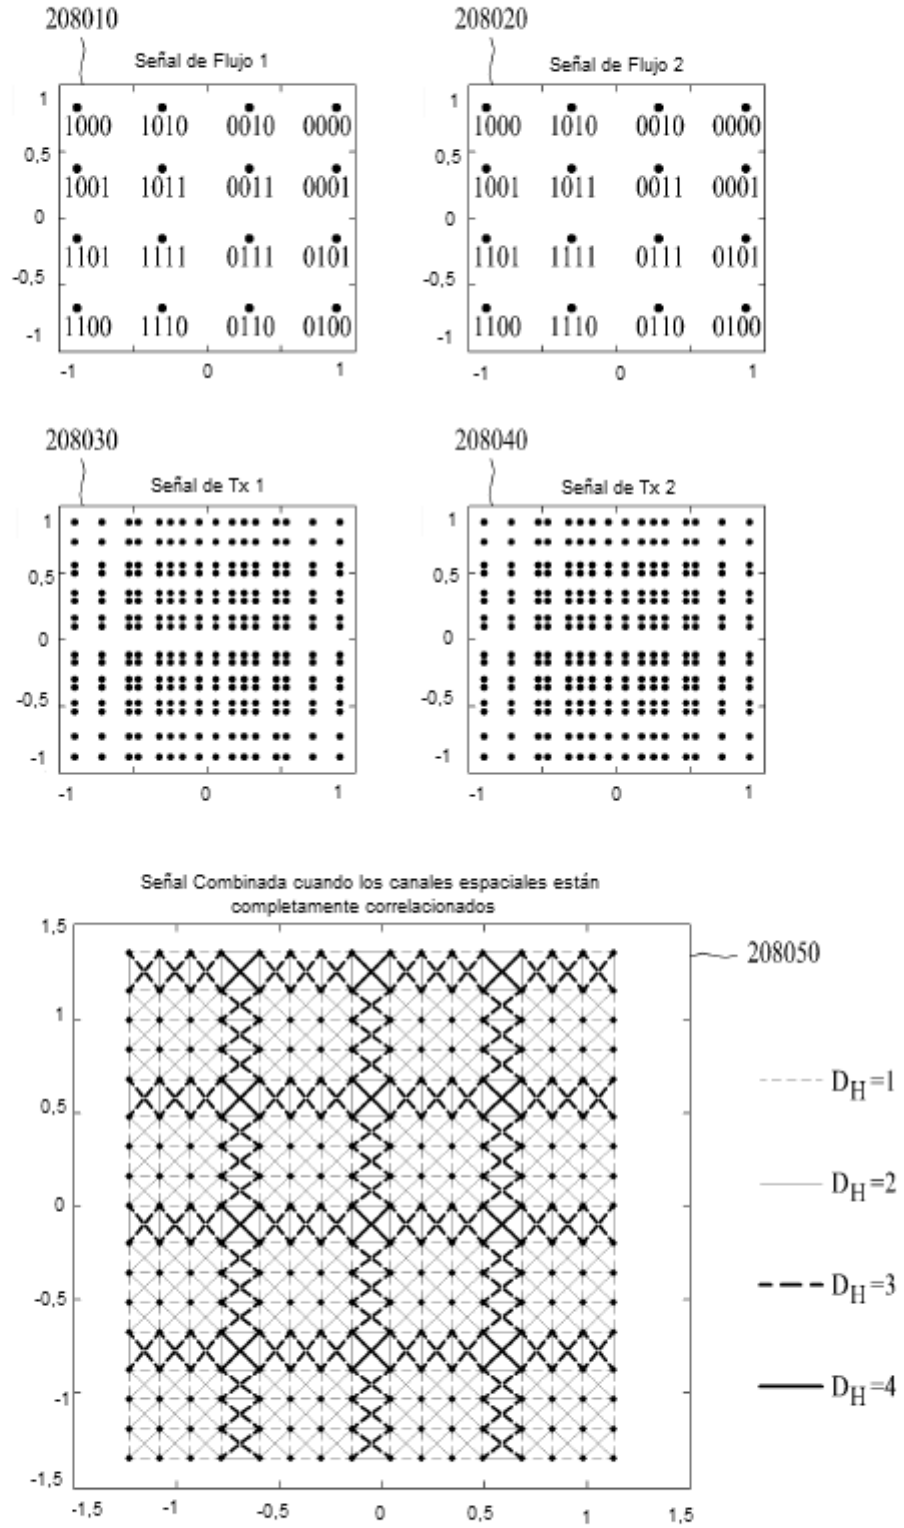 208010
208020
Señal de Flujo 1
Señal de Flujo 2
1
1000 1010 0010 0000
1
1000 1010 0010 0000
0,5
1001 1011 0011 0001
0,5
1001 1011 0011 0001
0
0
1101 1111 0111 0101
1101 1111 0111 0101
-0,5
-0,5
1100 1110 0110 0100
1100 1110 0110 0100
-1
-1
-1 0 1
-1 0 1
208030
208040
Señal de Tx 1
Señal de Tx 2
1
1
0,5
0,5
0
0
-0,5
-0,5
-1
-1
-1 0 1
-1 0 1
Señal Combinada cuando los canales espaciales están
completamente correlacionados
1,5
208050
1
D_H=1
0,5
D_H=2
0
D_H=3
-0,5
D_H=4
-1
-1,5
-1,5 -1 -0,5 0 0,5 1 1,5